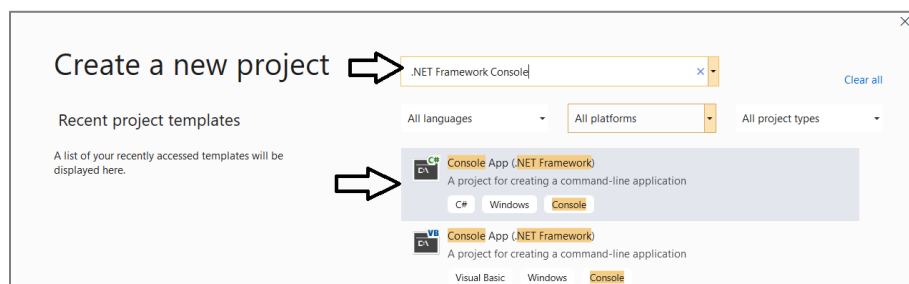 Create a new project
.NET Framework Console
Clear all
Recent project templates
All languages
All platforms
All project types
A list of your recently accessed templates will be
displayed here.
C#
C:\
Console App (.NET Framework)
A project for creating a command-line application
C#
Windows
Console
VB
C:\
Console App (.NET Framework)
A project for creating a command-line application
Visual Basic
Windows
Console